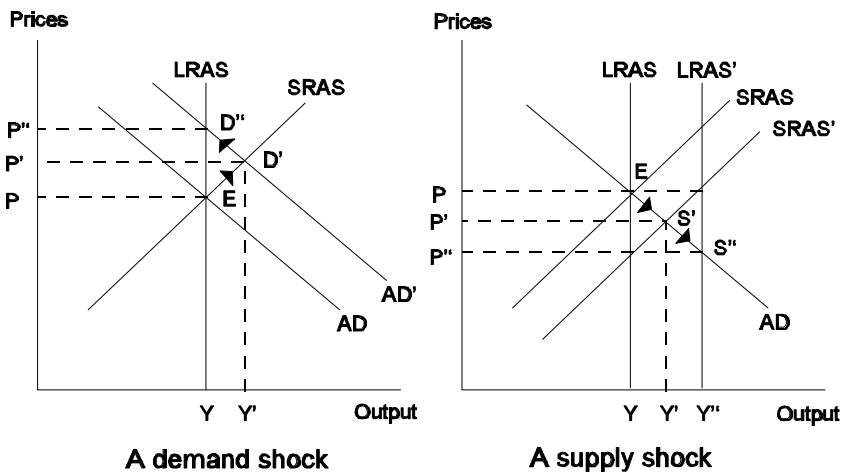 Prices
LRAS
SRAS
P"
D"
P'
D'
P
E
AD'
AD
Y
Y'
Output
A demand shock
Prices
LRAS
LRAS'
SRAS
SRAS'
E
P
P'
S'
P"
S"
AD
Y
Y'
Y"
Output
A supply shock